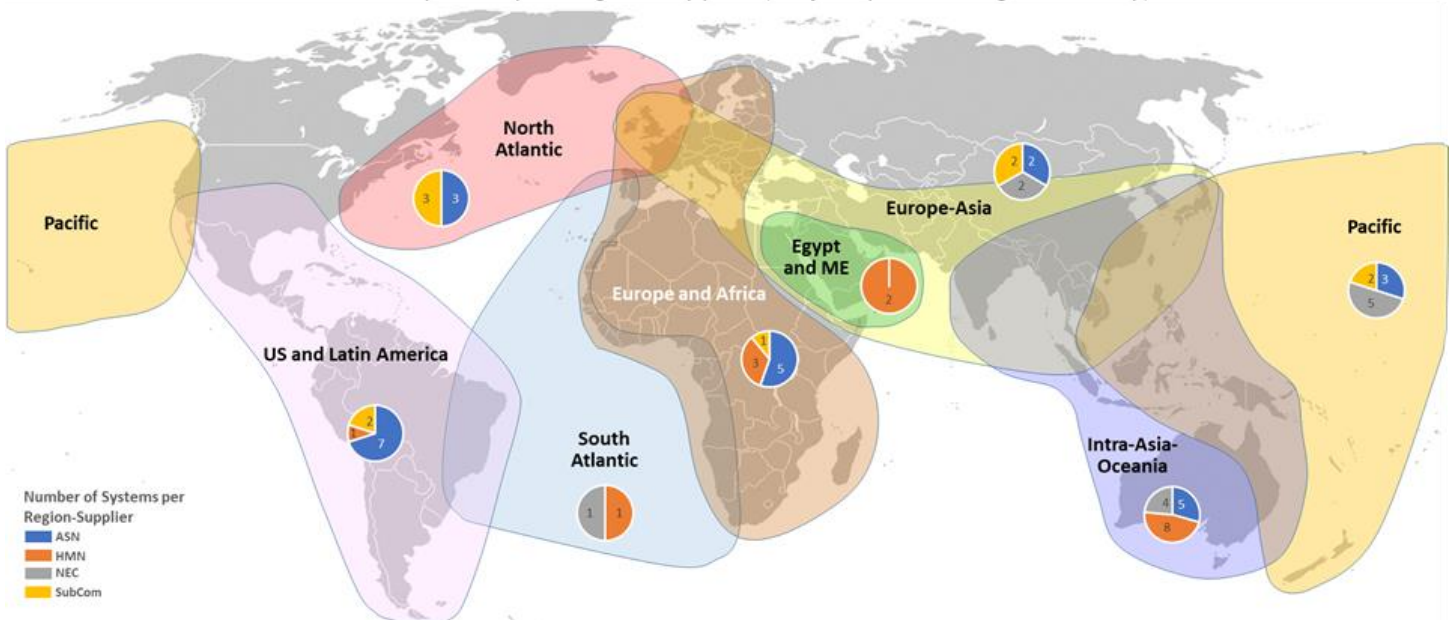 North
Atlantic
3
3
2
2
2
Pacific
Europe-Asia
Pacific
Egypt
and ME
2
2
3
5
Europe and Africa
US and Latin America
1
3
5
2
1
7
South
Atlantic
Intra-Asia-
Oceania
1
1
4
5
8
Number of Systems per
Region-Supplier
ASN
HMN
NEC
SubCom